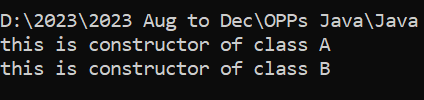 D:\2023\2023 Aug to Dec\OPPs Java\Java
this is constructor of class A
this is constructor of class B